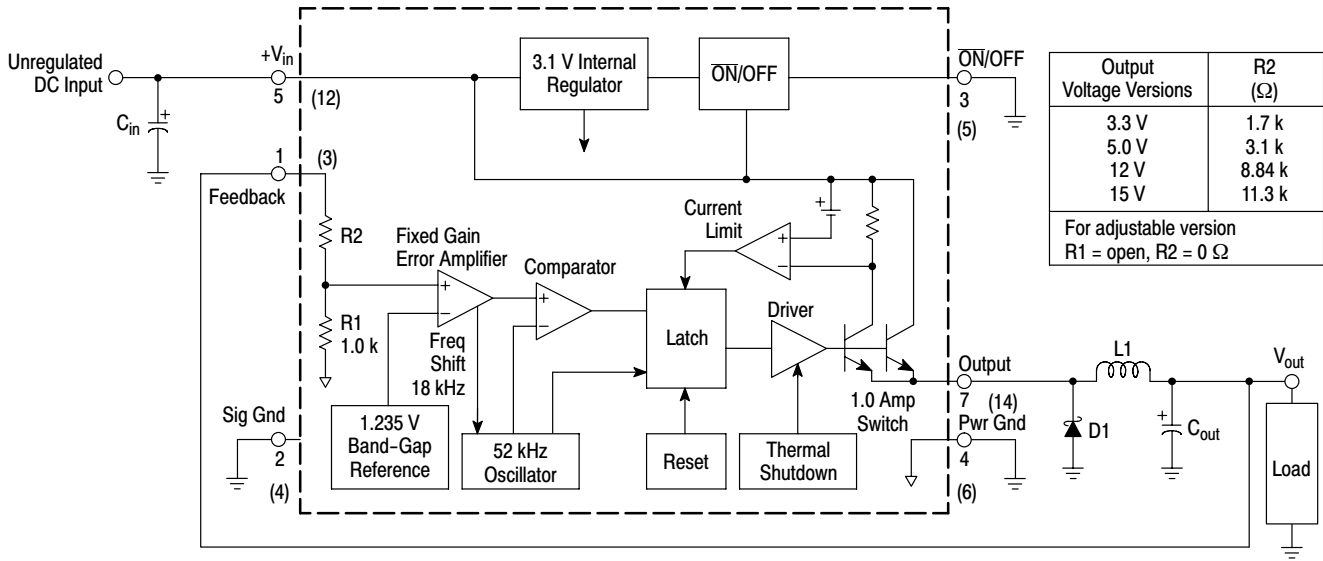 Unregulated
DC Input
+Vin
5
(12)
Cin
+
3.1 V Internal
Regulator
ON/OFF
ON/OFF
3
(5)
Output
Voltage Versions
R2
(Ω)
3.3 V
1.7 k
5.0 V
3.1 k
12 V
8.84 k
15 V
11.3 k
For adjustable version
R1 = open, R2 = 0 Ω
1
(3)
Feedback
R2
R1
1.0 k
Fixed Gain
Error Amplifier
+
−
Comparator
+
−
Current
Limit
+
−
+
Freq
Shift
18 kHz
Latch
Driver
1.0 Amp
Switch
Output
7
(14)
L1
Vout
D1
+
Cout
Load
Sig Gnd
2
(4)
1.235 V
Band-Gap
Reference
52 kHz
Oscillator
Reset
Thermal
Shutdown
Pwr Gnd
4
(6)